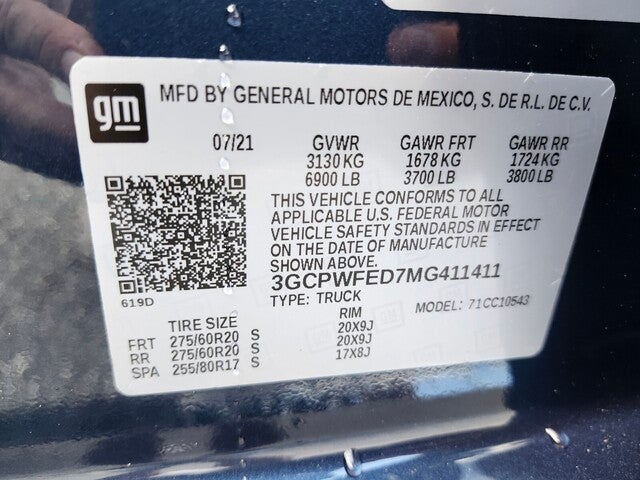 gm
MFD BY GENERAL MOTORS DE MEXICO, S. DE R.L. DE C.V.
07/21 GVWR GAWR FRT GAWR RR
3130 KG 1678 KG 1724 KG
6900 LB 3700 LB 3800 LB
THIS VEHICLE CONFORMS TO ALL
APPLICABLE U.S. FEDERAL MOTOR
VEHICLE SAFETY STANDARDS IN EFFECT
ON THE DATE OF MANUFACTURE
SHOWN ABOVE.
3GCPWFED7MG411411
619D
TYPE: TRUCK MODEL: 71CC10543
TIRE SIZE RIM
FRT 275/60R20 S 20X9J
RR 275/60R20 S 20X9J
SPA 255/80R17 S 17X8J